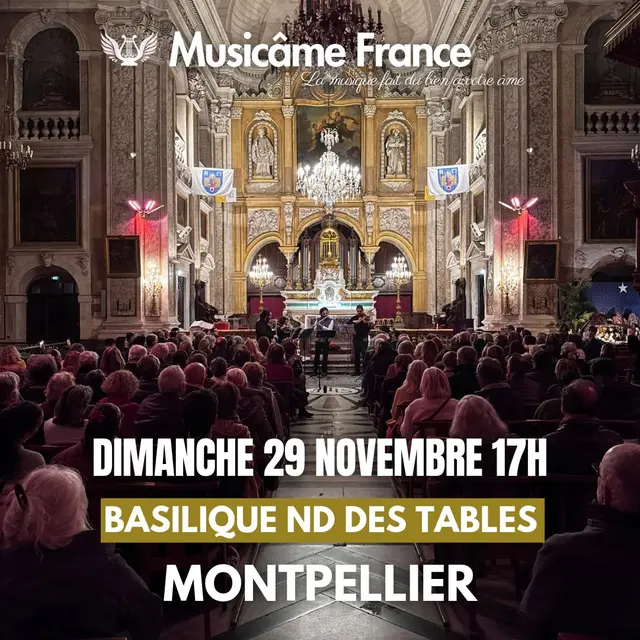 Musicâme France
La musique fait du bien à votre âme
DIMANCHE 29 NOVEMBRE 17H
BASILIQUE ND DES TABLES
MONTPELLIER